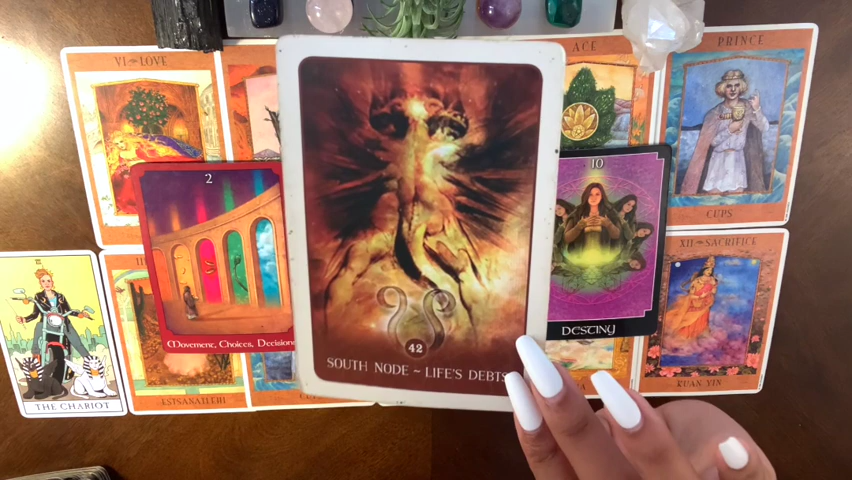 VI LOVE
ACE
PRINCE
2
10
CUPS
XII SACRIFICE
Movement, Choices, Decisions
DESTINY
42
SOUTH NODE ~ LIFE'S DEBTS
THE CHARIOT
ESTSANATLEHI
KUAN YIN